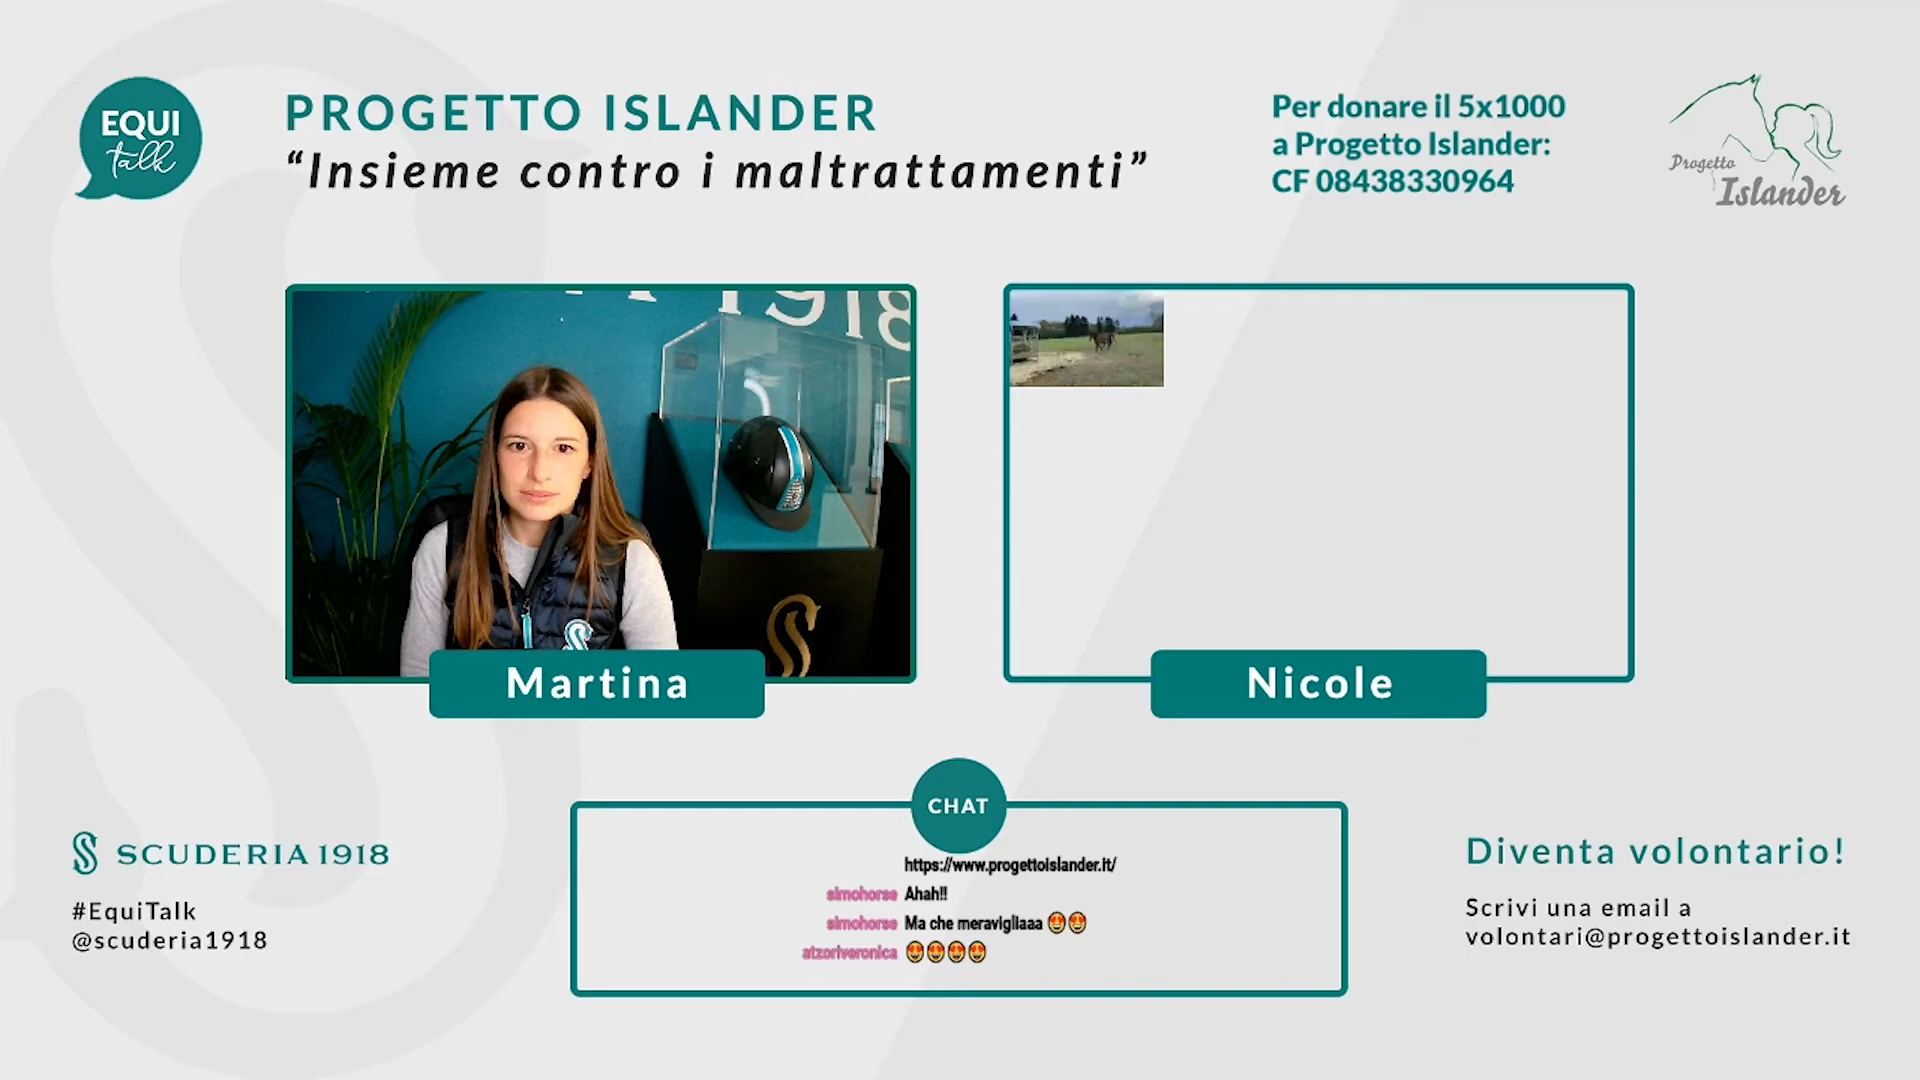 EQUI
talk
PROGETTO ISLANDER
“Insieme contro i maltrattamenti”
Per donare il 5x1000
a Progetto Islander:
CF 08438330964
Progetto
Islander
1918
Martina
Nicole
CHAT
https://www.progettoislander.it/
simohorse Ahah!!
simohorse Ma che meravigliaaa 😍😍
atzoriveronica 😍😍😍😍
SCUDERIA 1918
#EquiTalk
@scuderia1918
Diventa volontario!
Scrivi una email a
volontari@progettoislander.it